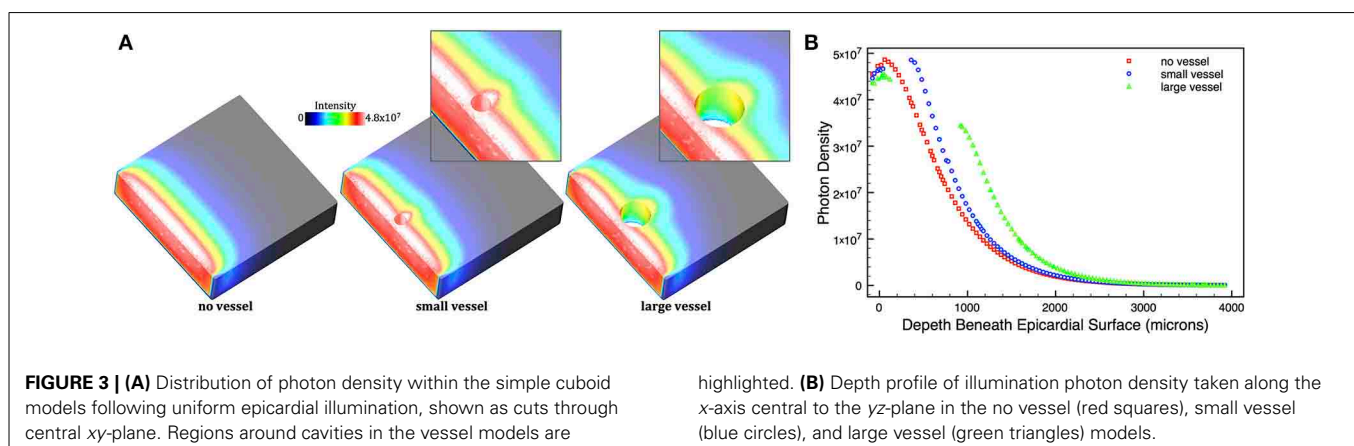 A
Intensity
0
4.8x10⁷
no vessel
small vessel
large vessel
B
5x10⁷
4x10⁷
3x10⁷
2x10⁷
1x10⁷
0
Photon Density
no vessel
small vessel
large vessel
0
1000
2000
3000
4000
Depeth Beneath Epicardial Surface (microns)
FIGURE 3 | (A) Distribution of photon density within the simple cuboid
models following uniform epicardial illumination, shown as cuts through
central xy-plane. Regions around cavities in the vessel models are
highlighted. (B) Depth profile of illumination photon density taken along the
x-axis central to the yz-plane in the no vessel (red squares), small vessel
(blue circles), and large vessel (green triangles) models.